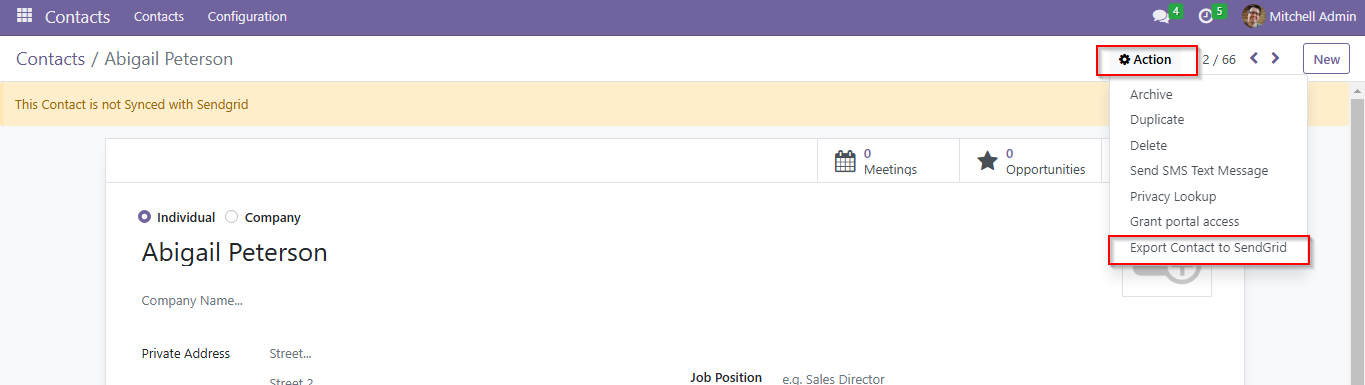 Contacts Contacts Configuration 4 5 Mitchell Admin
Contacts / Abigail Peterson Action 2 / 66 New
This Contact is not Synced with Sendgrid
Archive
Duplicate
Delete
Send SMS Text Message
Privacy Lookup
Grant portal access
Export Contact to SendGrid
0 Meetings
0 Opportunities
Individual Company
Abigail Peterson
Company Name...
Private Address Street...
Street 2
Job Position e.g. Sales Director